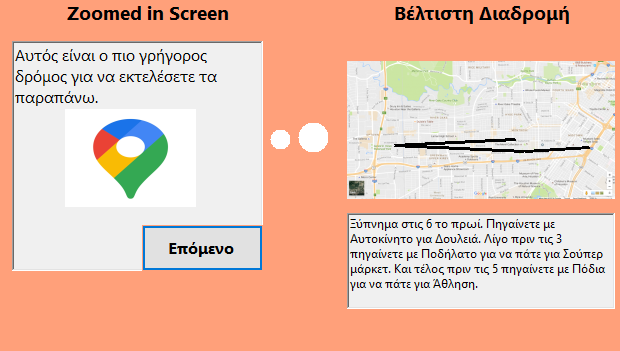 Zoomed in Screen
Βέλτιστη Διαδρομή
Αυτός είναι ο πιο γρήγορος
δρόμος για να εκτελέσετε τα
παραπάνω.
Επόμενο
Ξύπνημα στις 6 το πρωί. Πηγαίνετε με
Αυτοκίνητο για Δουλειά. Λίγο πριν τις 3
πηγαίνετε με Ποδήλατο για να πάτε για Σούπερ
μάρκετ. Και τέλος πριν τις 5 πηγαίνετε με Πόδια
για να πάτε για Άθληση.